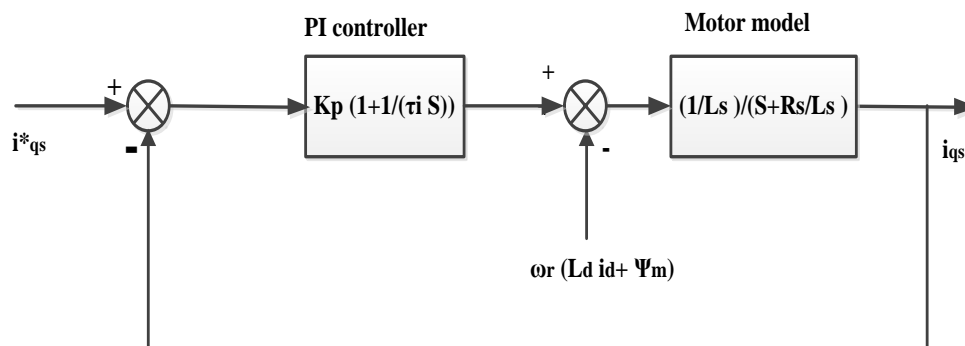 PI controller
Motor model
+
+
Kp (1+1/(τi S))
(1/Ls )/(S+Rs/Ls )
i*qs
-
-
iqs
ωr (Ld id+ Ψm)